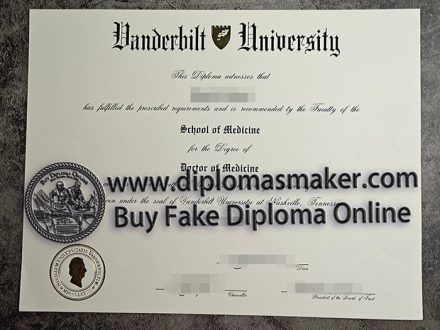 Vanderbilt University
This Diploma witnesses that
has fulfilled the prescribed requirements and is recommended by the Faculty of the
School of Medicine
for the Degree of
Doctor of Medicine
www.diplomasmaker.com
Buy Fake Diploma Online
under the seal of Vanderbilt University at Nashville,
Dean
Chancellor
President of the Board of Trust